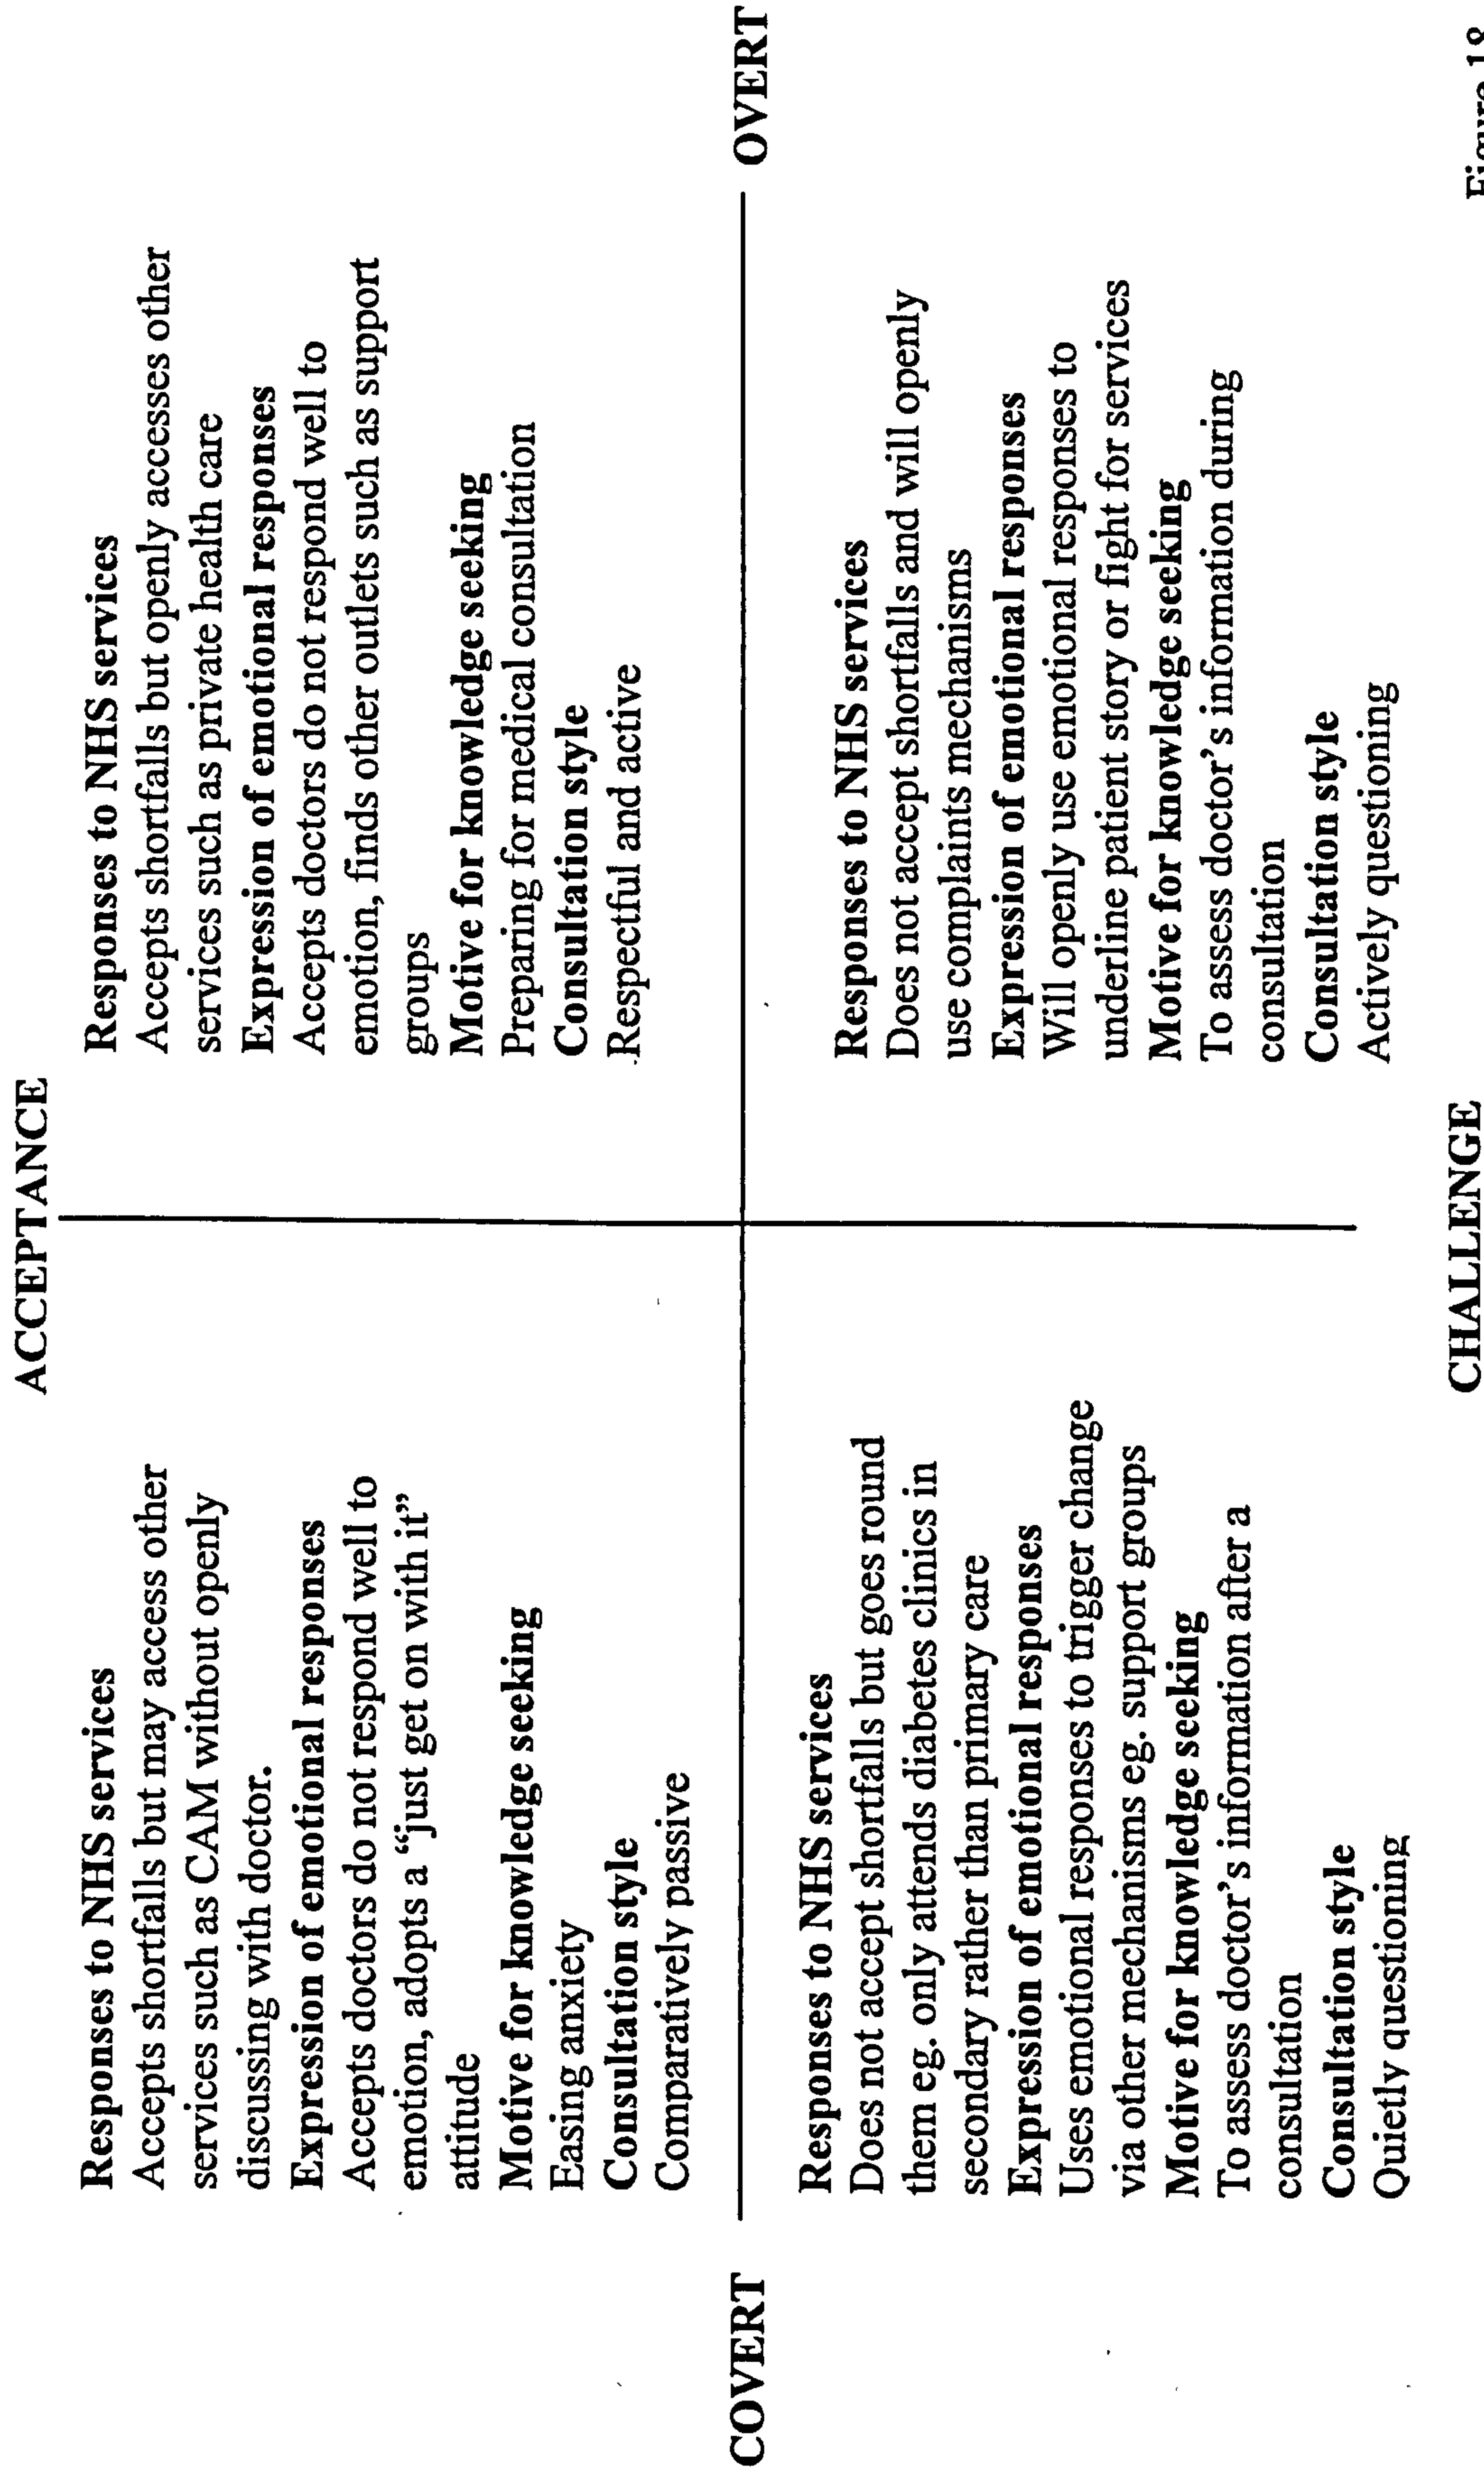 ACCEPTANCE
Responses to NHS services
Accepts shortfalls but may access other
services such as CAM without openly
discussing with doctor.
Expression of emotional responses
Accepts doctors do not respond well to
emotion, adopts a “just get on with it”
attitude
Motive for knowledge seeking
Easing anxiety
Consultation style
Comparatively passive
Responses to NHS services
Accepts shortfalls but openly accesses other
services such as private health care
Expression of emotional responses
Accepts doctors do not respond well to
emotion, finds other outlets such as support
groups
Motive for knowledge seeking
Preparing for medical consultation
Consultation style
Respectful and active
COVERT
OVERT
Responses to NHS services
Does not accept shortfalls but goes round
them eg. only attends diabetes clinics in
secondary rather than primary care
Expression of emotional responses
Uses emotional responses to trigger change
via other mechanisms eg. support groups
Motive for knowledge seeking
To assess doctor's information after a
consultation
Consultation style
Quietly questioning
Responses to NHS services
Does not accept shortfalls and will openly
use complaints mechanisms
Expression of emotional responses
Will openly use emotional responses to
underline patient story or fight for services
Motive for knowledge seeking
To assess doctor's information during
consultation
Consultation style
Actively questioning
CHALLENGE
Figure 18